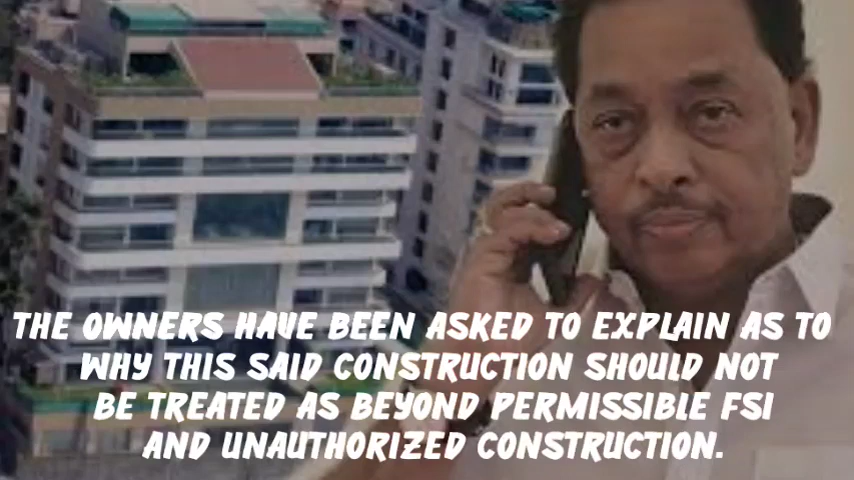 THE OWNERS HAVE BEEN ASKED TO EXPLAIN AS TO
WHY THIS SAID CONSTRUCTION SHOULD NOT
BE TREATED AS BEYOND PERMISSIBLE FSI
AND UNAUTHORIZED CONSTRUCTION.